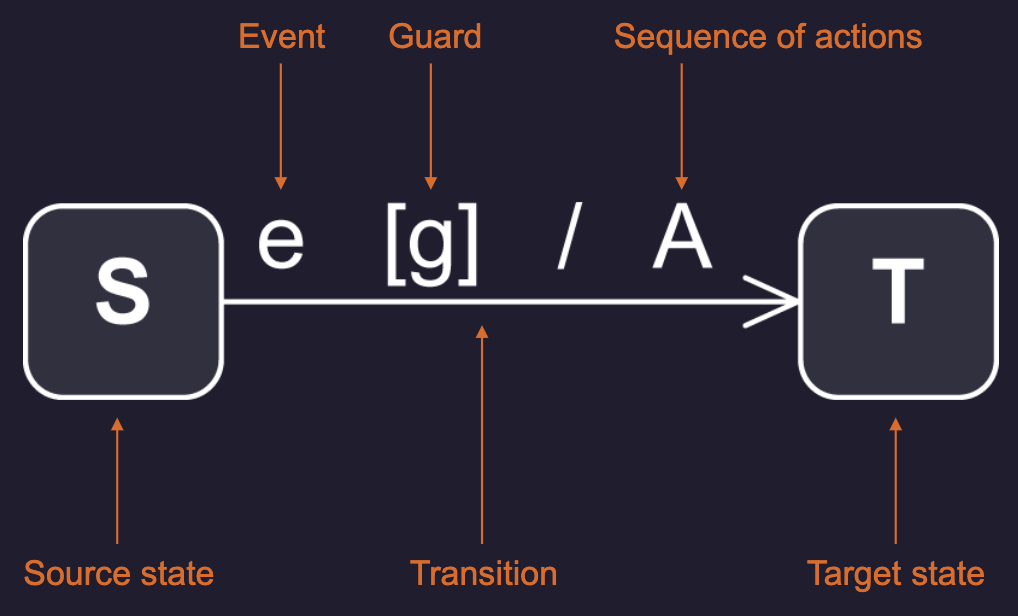 Event Guard Sequence of actions
e [g] / A
S T
Source state Transition Target state